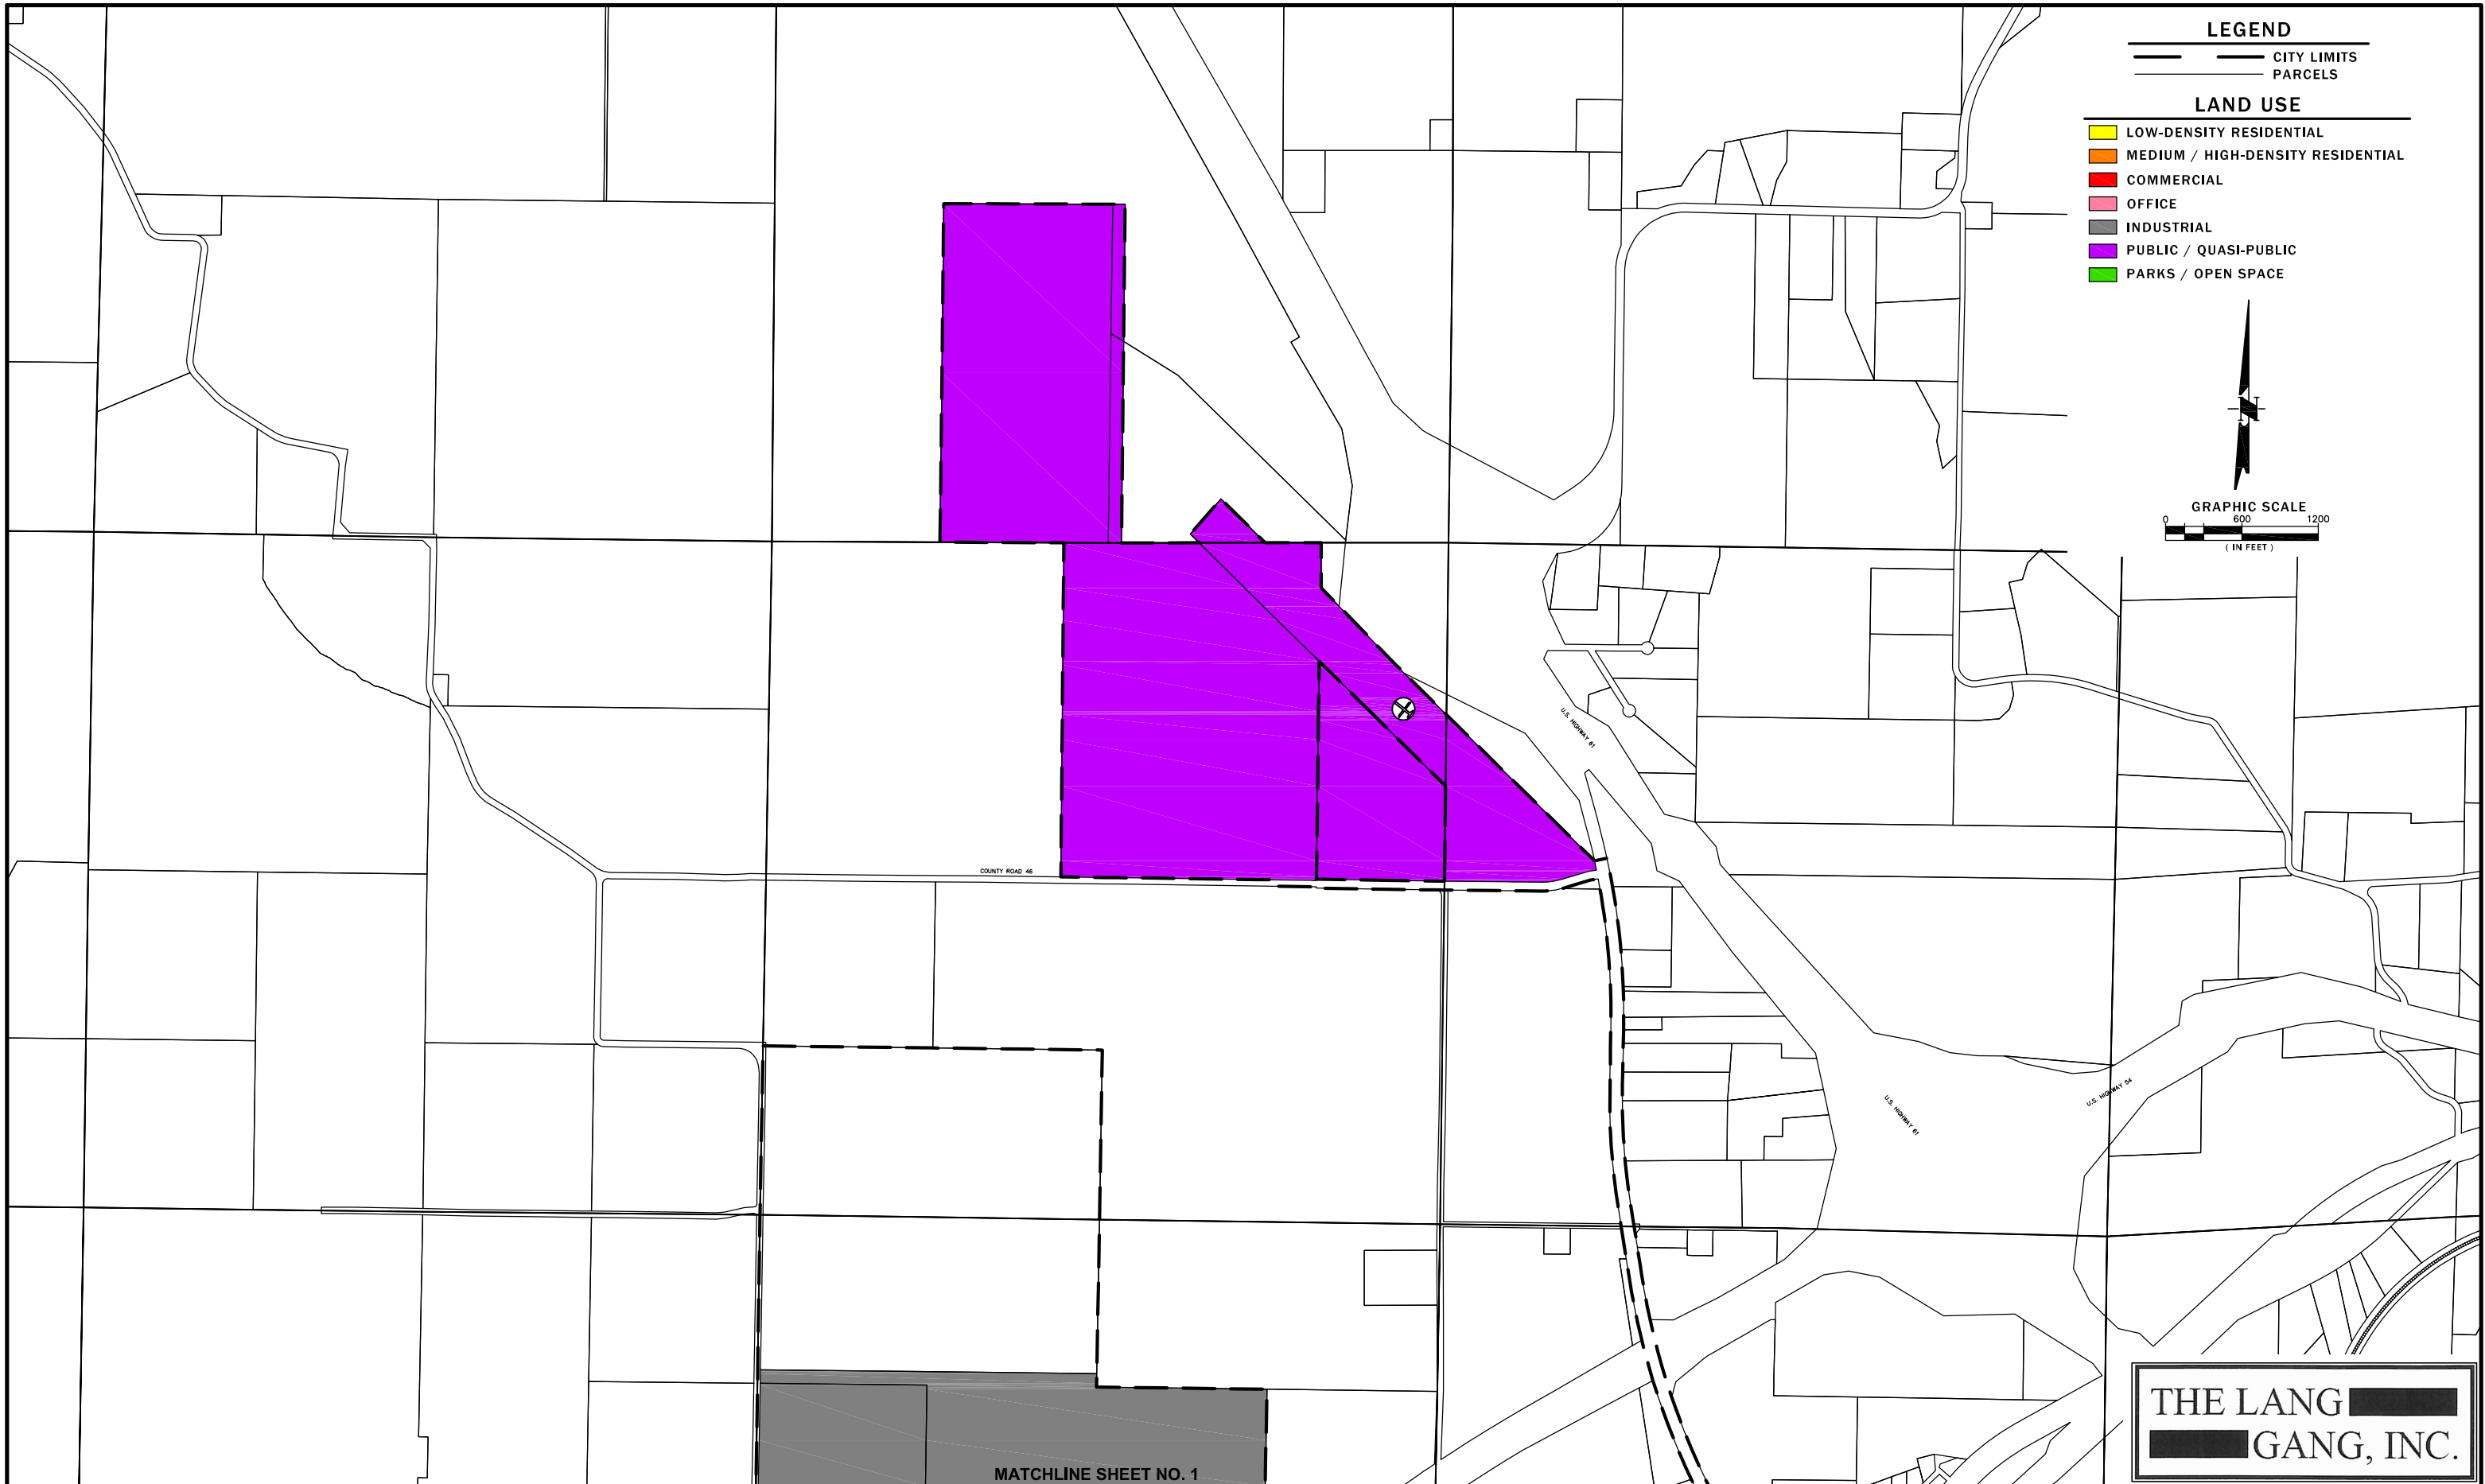 LEGEND
CITY LIMITS
PARCELS
LAND USE
LOW-DENSITY RESIDENTIAL
MEDIUM / HIGH-DENSITY RESIDENTIAL
COMMERCIAL
OFFICE
INDUSTRIAL
PUBLIC / QUASI-PUBLIC
PARKS / OPEN SPACE
N
GRAPHIC SCALE
0 600 1200
( IN FEET )
U.S. HIGHWAY 61
COUNTY ROAD 46
U.S. HIGHWAY 54
U.S. HIGHWAY 61
THE LANG
GANG, INC.
MATCHLINE SHEET NO. 1